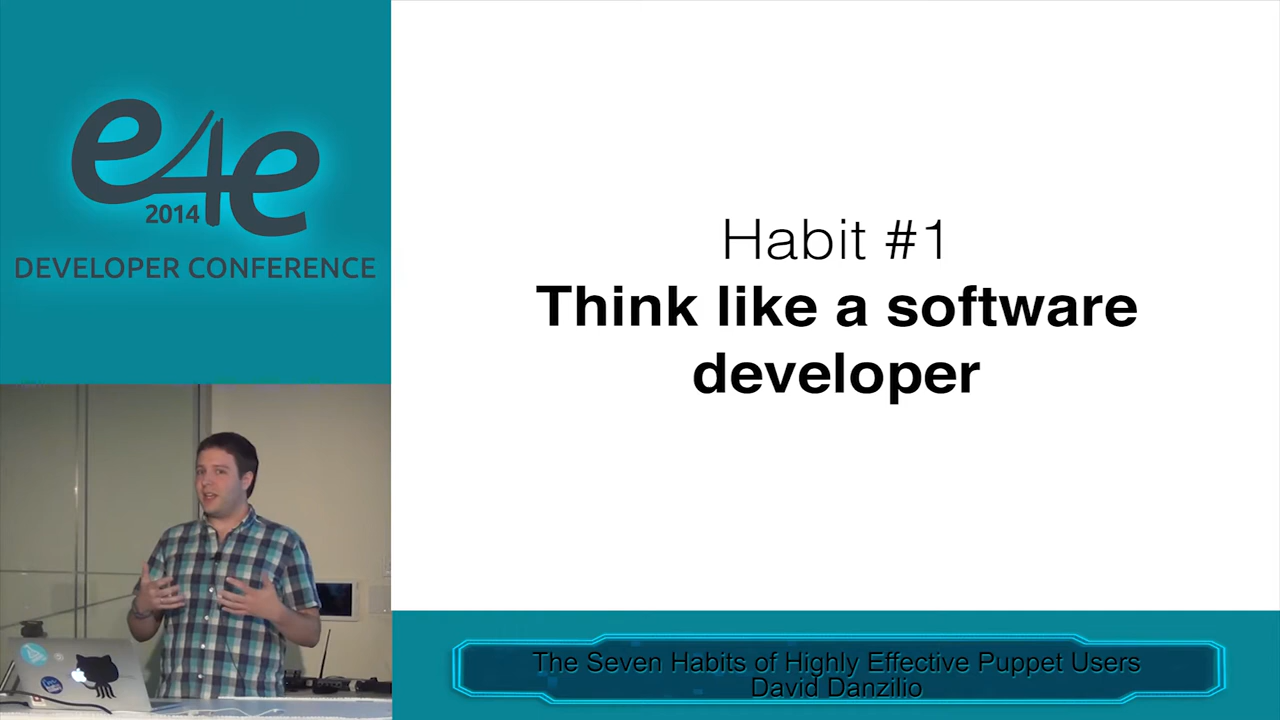 e4e
2014
DEVELOPER CONFERENCE
Habit #1
Think like a software
developer
The Seven Habits of Highly Effective Puppet Users
David Danzilio